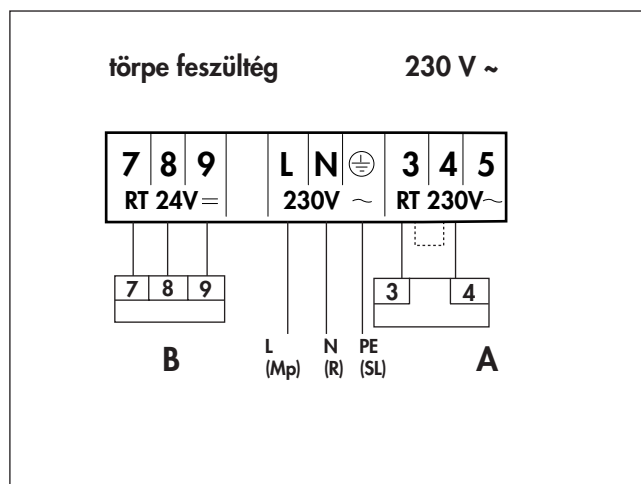 törpe feszültég 230 V ~
7 8 9 L N 3 4 5
RT 24V = 230V ~ RT 230V~
7 8 9 3 4
L N PE
(Mp) (R) (SL)
B A